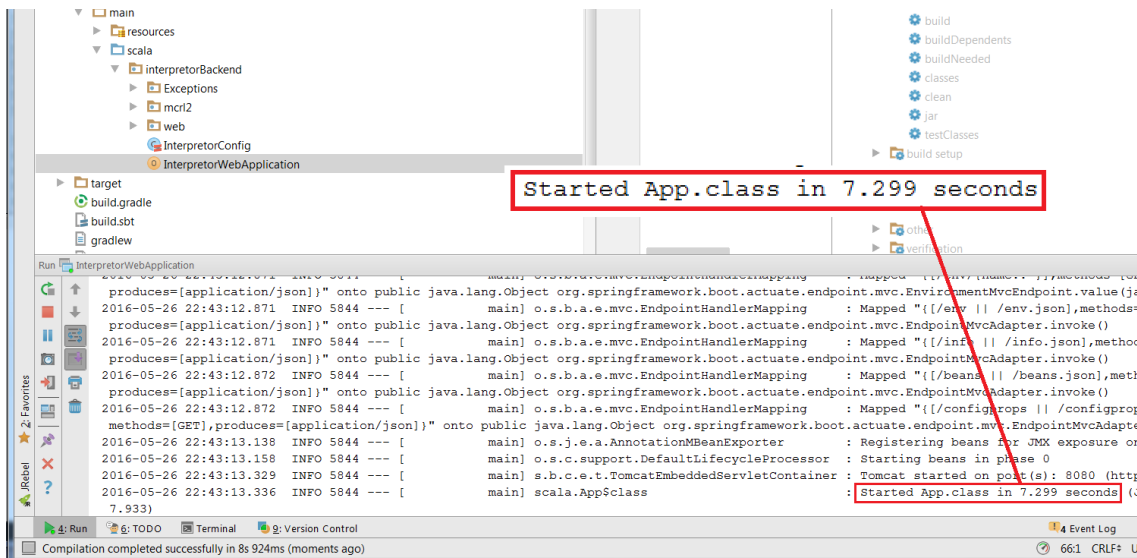 main
resources
scala
interpretorBackend
Exceptions
mcrl2
web
InterpretorConfig
InterpretorWebApplication
target
build.gradle
build.sbt
gradlew
build
buildDependents
buildNeeded
classes
clean
jar
testClasses
build setup
Started App.class in 7.299 seconds
other
verification
Run InterpretorWebApplication
main] o.s.b.a.e.mvc.EndpointHandlerMapping : Mapped
produces=[application/json]}" onto public java.lang.Object org.springframework.boot.actuate.endpoint.mvc.EnvironmentMvcEndpoint.value(ja
2016-05-26 22:43:12.871 INFO 5844 --- [ main] o.s.b.a.e.mvc.EndpointHandlerMapping : Mapped "{[/env || /env.json],methods=
produces=[application/json]}" onto public java.lang.Object org.springframework.boot.actuate.endpoint.mvc.EndpointMvcAdapter.invoke()
2016-05-26 22:43:12.871 INFO 5844 --- [ main] o.s.b.a.e.mvc.EndpointHandlerMapping : Mapped "{[/info || /info.json],metho
produces=[application/json]}" onto public java.lang.Object org.springframework.boot.actuate.endpoint.mvc.EndpointMvcAdapter.invoke()
2016-05-26 22:43:12.872 INFO 5844 --- [ main] o.s.b.a.e.mvc.EndpointHandlerMapping : Mapped "{[/beans || /beans.json],meth
produces=[application/json]}" onto public java.lang.Object org.springframework.boot.actuate.endpoint.mvc.EndpointMvcAdapter.invoke()
2016-05-26 22:43:12.872 INFO 5844 --- [ main] o.s.b.a.e.mvc.EndpointHandlerMapping : Mapped "{[/configprops || /configprop
methods=[GET],produces=[application/json]}" onto public java.lang.Object org.springframework.boot.actuate.endpoint.mvc.EndpointMvcAdapte
2016-05-26 22:43:13.138 INFO 5844 --- [ main] o.s.j.e.a.AnnotationMBeanExporter : Registering beans for JMX exposure on
2016-05-26 22:43:13.158 INFO 5844 --- [ main] o.s.c.support.DefaultLifecycleProcessor : Starting beans in phase 0
2016-05-26 22:43:13.329 INFO 5844 --- [ main] s.b.c.e.t.TomcatEmbeddedServletContainer : Tomcat started on port(s): 8080 (http
2016-05-26 22:43:13.336 INFO 5844 --- [ main] scala.App$class : Started App.class in 7.299 seconds (J
7.933)
2: Favorites
JRebel
4: Run 6: TODO Terminal 9: Version Control 4 Event Log
Compilation completed successfully in 8s 924ms (moments ago) 66:1 CRLF